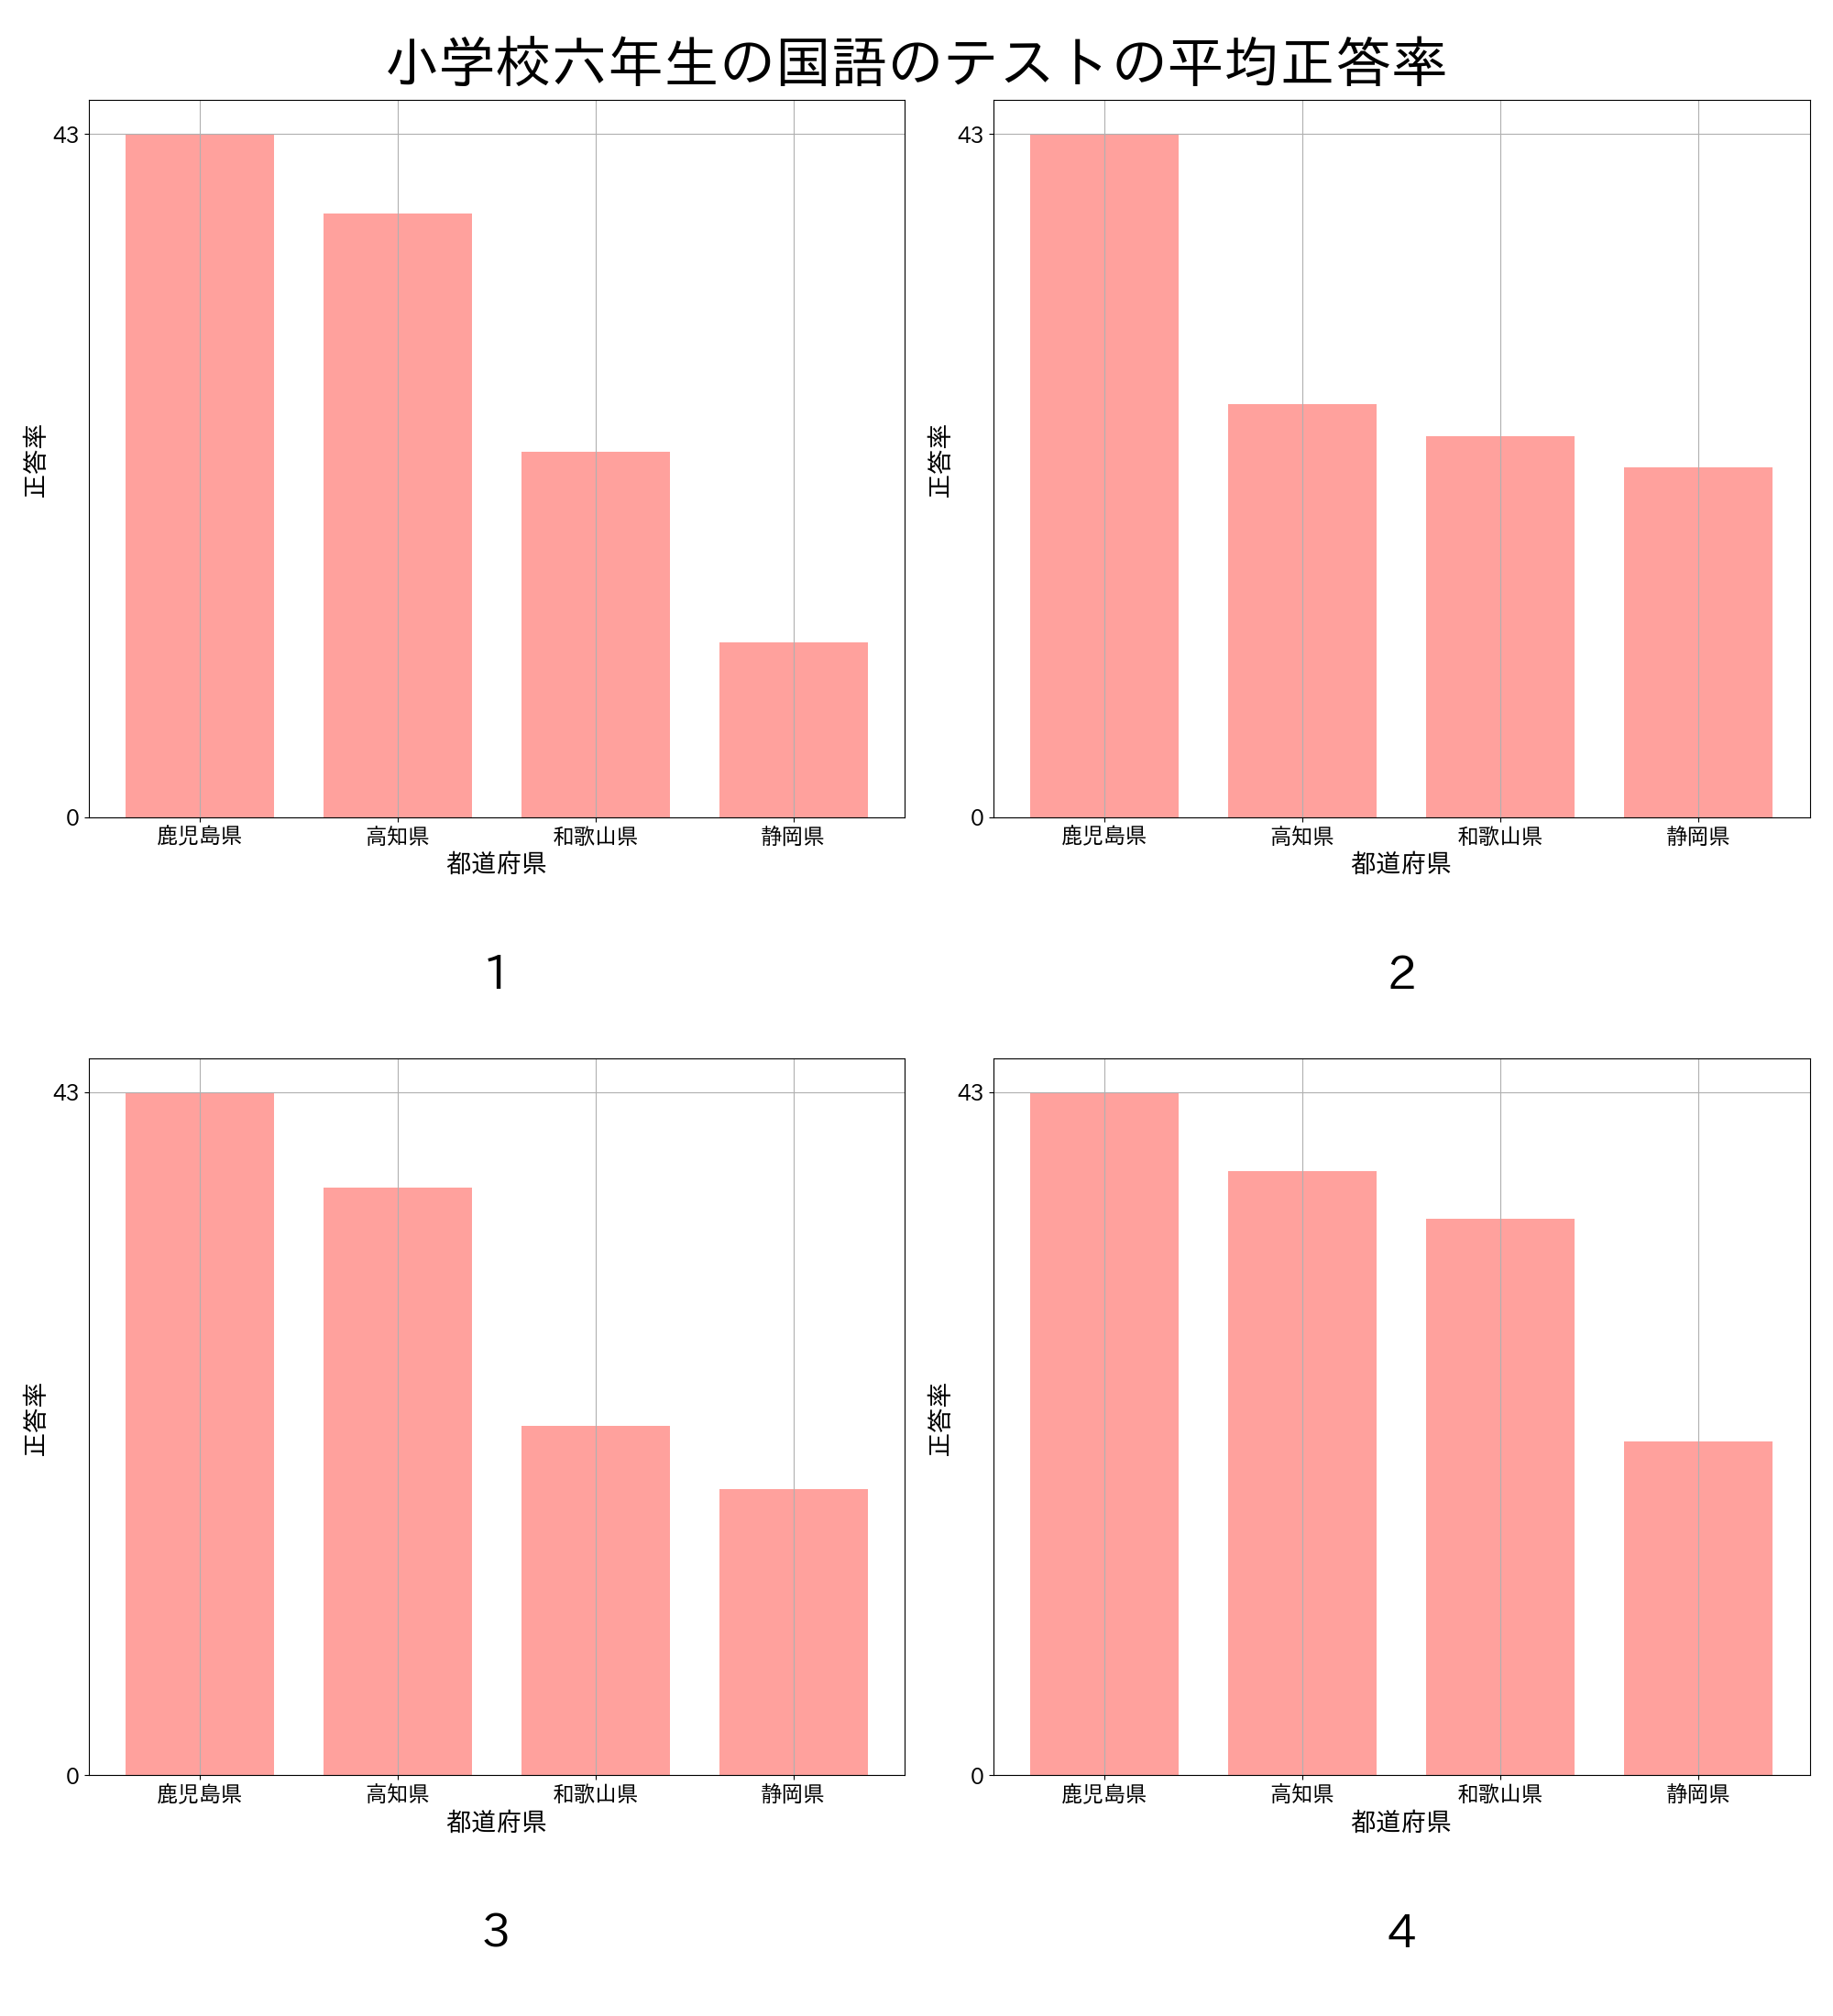 小学校六年生の国語のテストの平均正答率
43
0
正答率
鹿児島県 高知県 和歌山県 静岡県
都道府県
1
43
0
正答率
鹿児島県 高知県 和歌山県 静岡県
都道府県
2
43
0
正答率
鹿児島県 高知県 和歌山県 静岡県
都道府県
3
43
0
正答率
鹿児島県 高知県 和歌山県 静岡県
都道府県
4